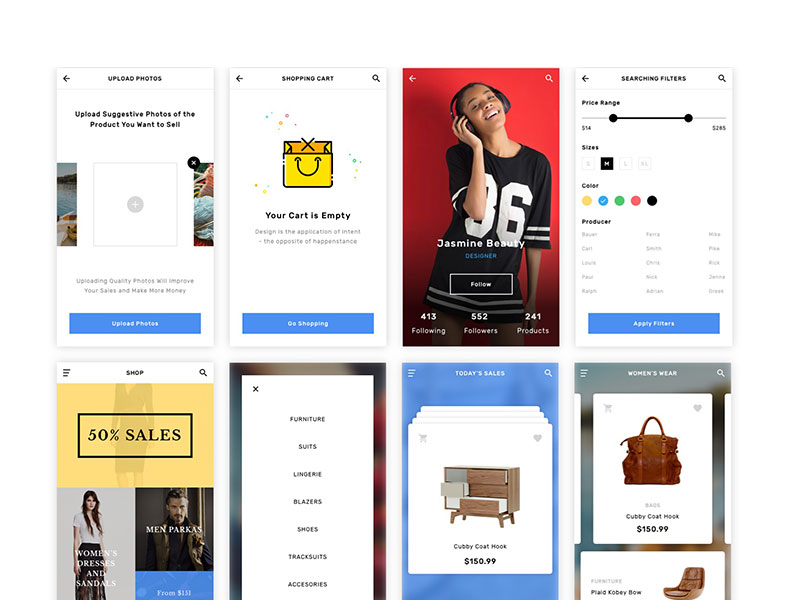 UPLOAD PHOTOS
Upload Suggestive Photos of the
Product You Want to Sell
Uploading Quality Photos Will Improve
Your Sales and Make More Money
Upload Photos
SHOPPING CART
Your Cart is Empty
Design is the application of intent
- the opposite of happenstance
Go Shopping
86
Jasmine Beauty
DESIGNER
Follow
413 552 241
Following Followers Products
SEARCHING FILTERS
Price Range
$14 $285
Sizes
S M L XL
Color
Producer
Bauer Ferra Mike
Carl Smith Pike
Louis Chris Rick
Paul Nick Jenna
Ralph Adrian Greek
Apply Filters
SHOP
50% SALES
WOMEN'S
DRESSES
AND
SANDALS
MEN PARKAS
From $151
FURNITURE
SUITS
LINGERIE
BLAZERS
SHOES
TRACKSUITS
ACCESORIES
TODAY'S SALES
Cubby Coat Hook
$150.99
WOMEN'S WEAR
BAGS
Cubby Coat Hook
$150.99
FURNITURE
Plaid Kobey Bow